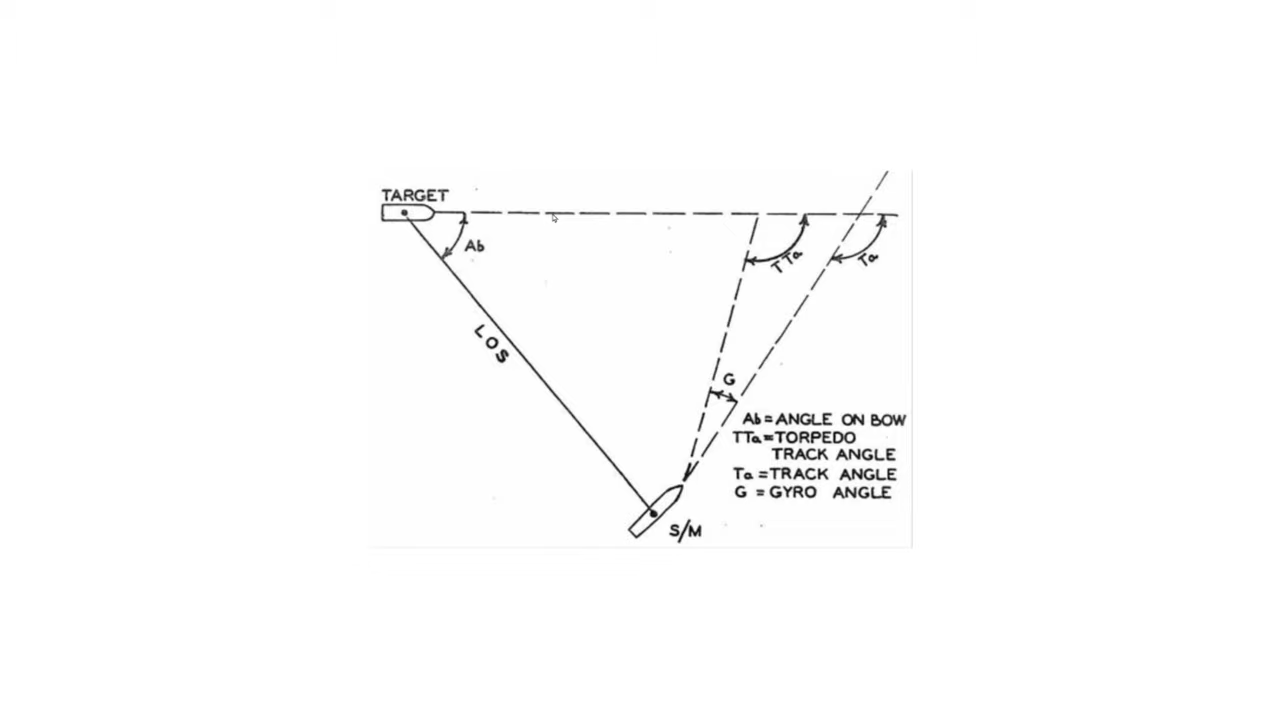 TARGET
Ab
TTa
Ta
LOS
G
Ab = ANGLE ON BOW
TTa = TORPEDO
TRACK ANGLE
Ta = TRACK ANGLE
G = GYRO ANGLE
S/M